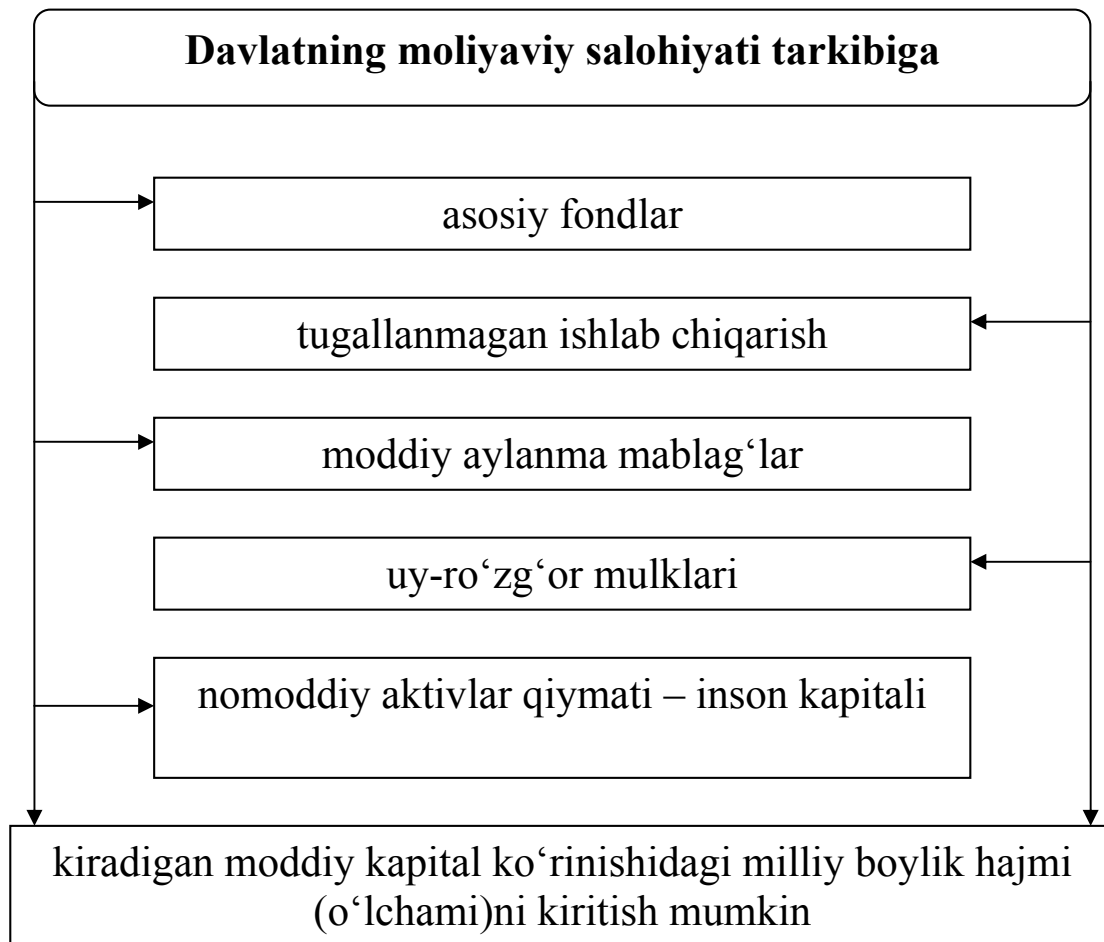 Davlatning moliyaviy salohiyati tarkibiga
asosiy fondlar
tugallanmagan ishlab chiqarish
moddiy aylanma mablag‘lar
uy-ro‘zg‘or mulklari
nomoddiy aktivlar qiymati – inson kapitali
kiradigan moddiy kapital ko‘rinishidagi milliy boylik hajmi
(o‘lchami)ni kiritish mumkin